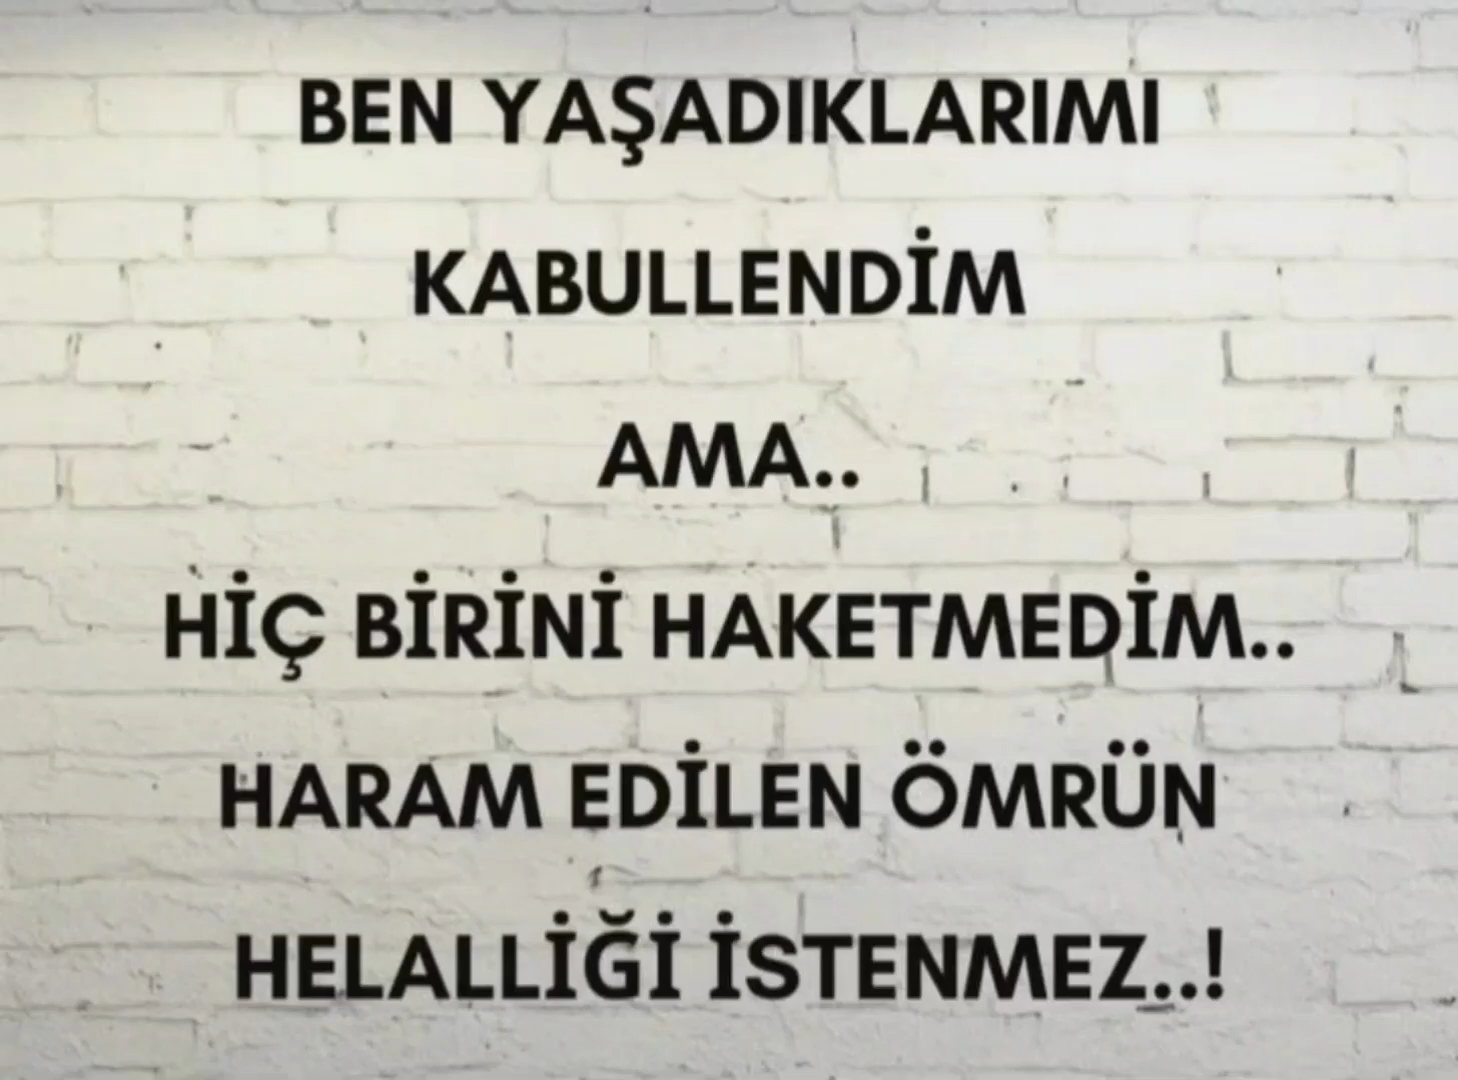 BEN YAŞADIKLARIMI
KABULLENDİM
AMA..
HİÇ BİRİNİ HAKETMEDİM..
HARAM EDİLEN ÖMRÜN
HELALLİĞİ İSTENMEZ..!